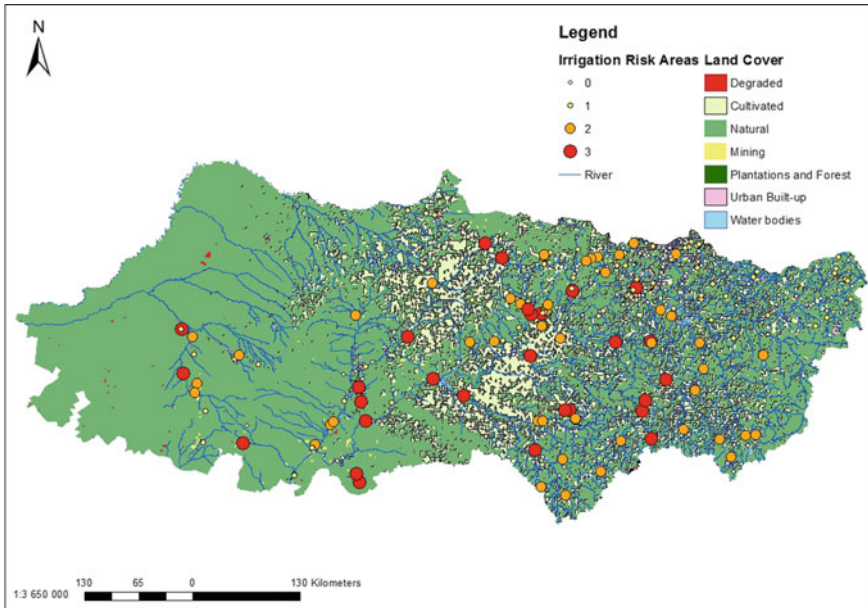 N
Legend
Irrigation Risk Areas Land Cover
0 Degraded
1 Cultivated
2 Natural
3 Mining
River Plantations and Forest
Urban Built-up
Water bodies
130 65 0 130 Kilometers
1:3 650 000